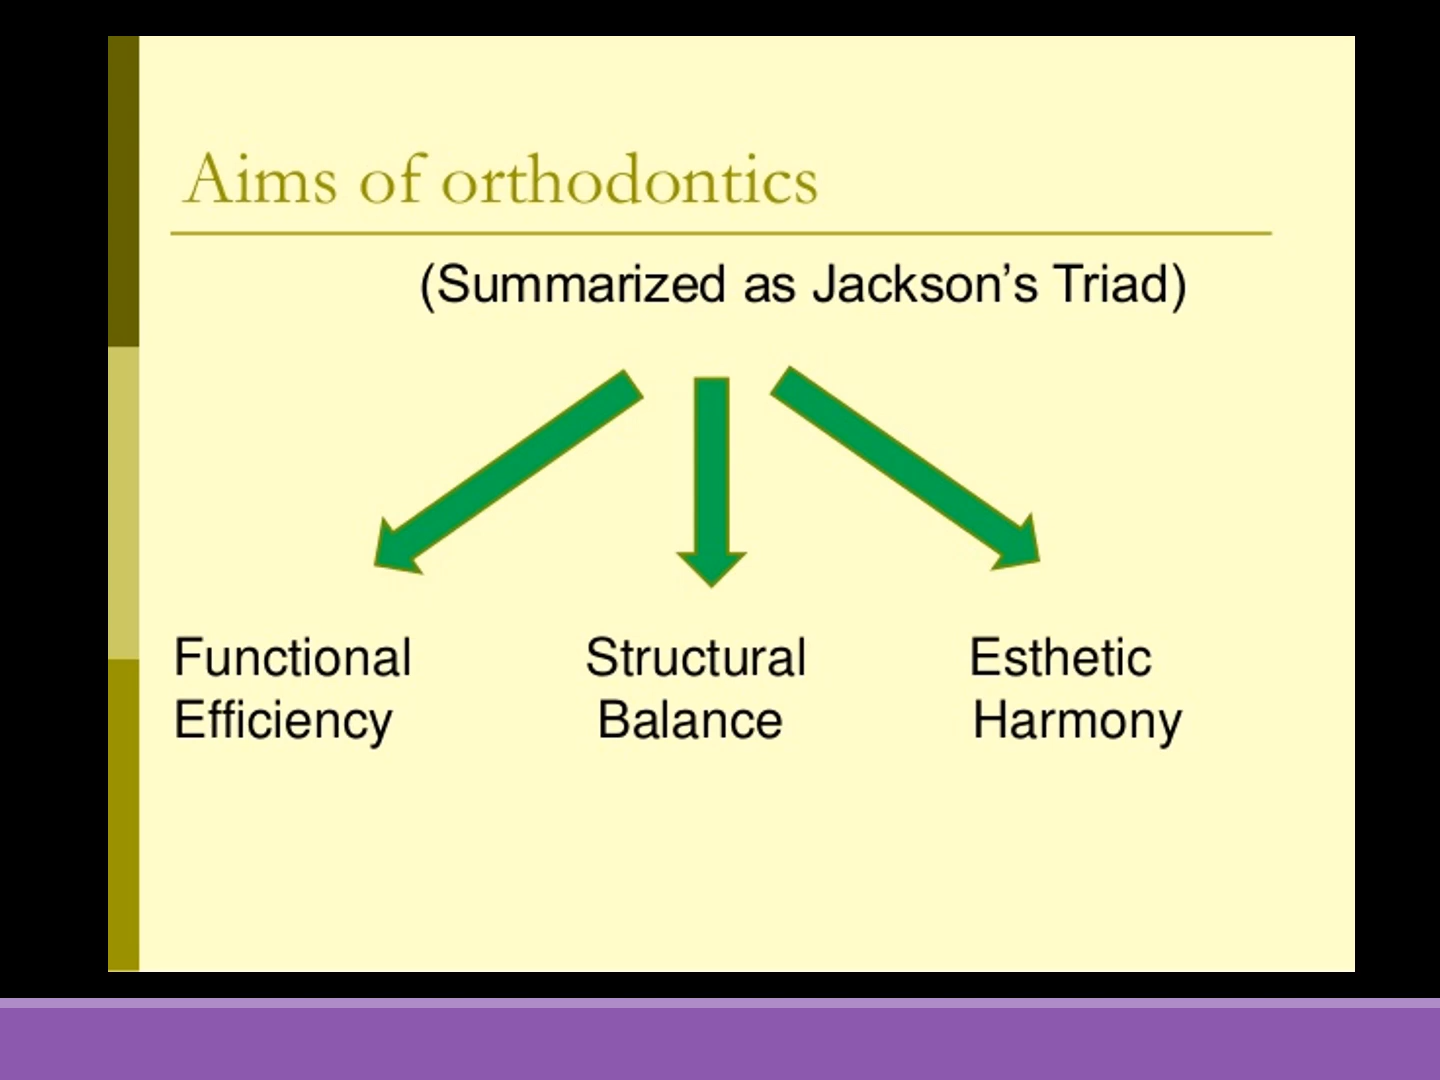 Aims of orthodontics
(Summarized as Jackson’s Triad)
Functional
Efficiency
Structural
Balance
Esthetic
Harmony